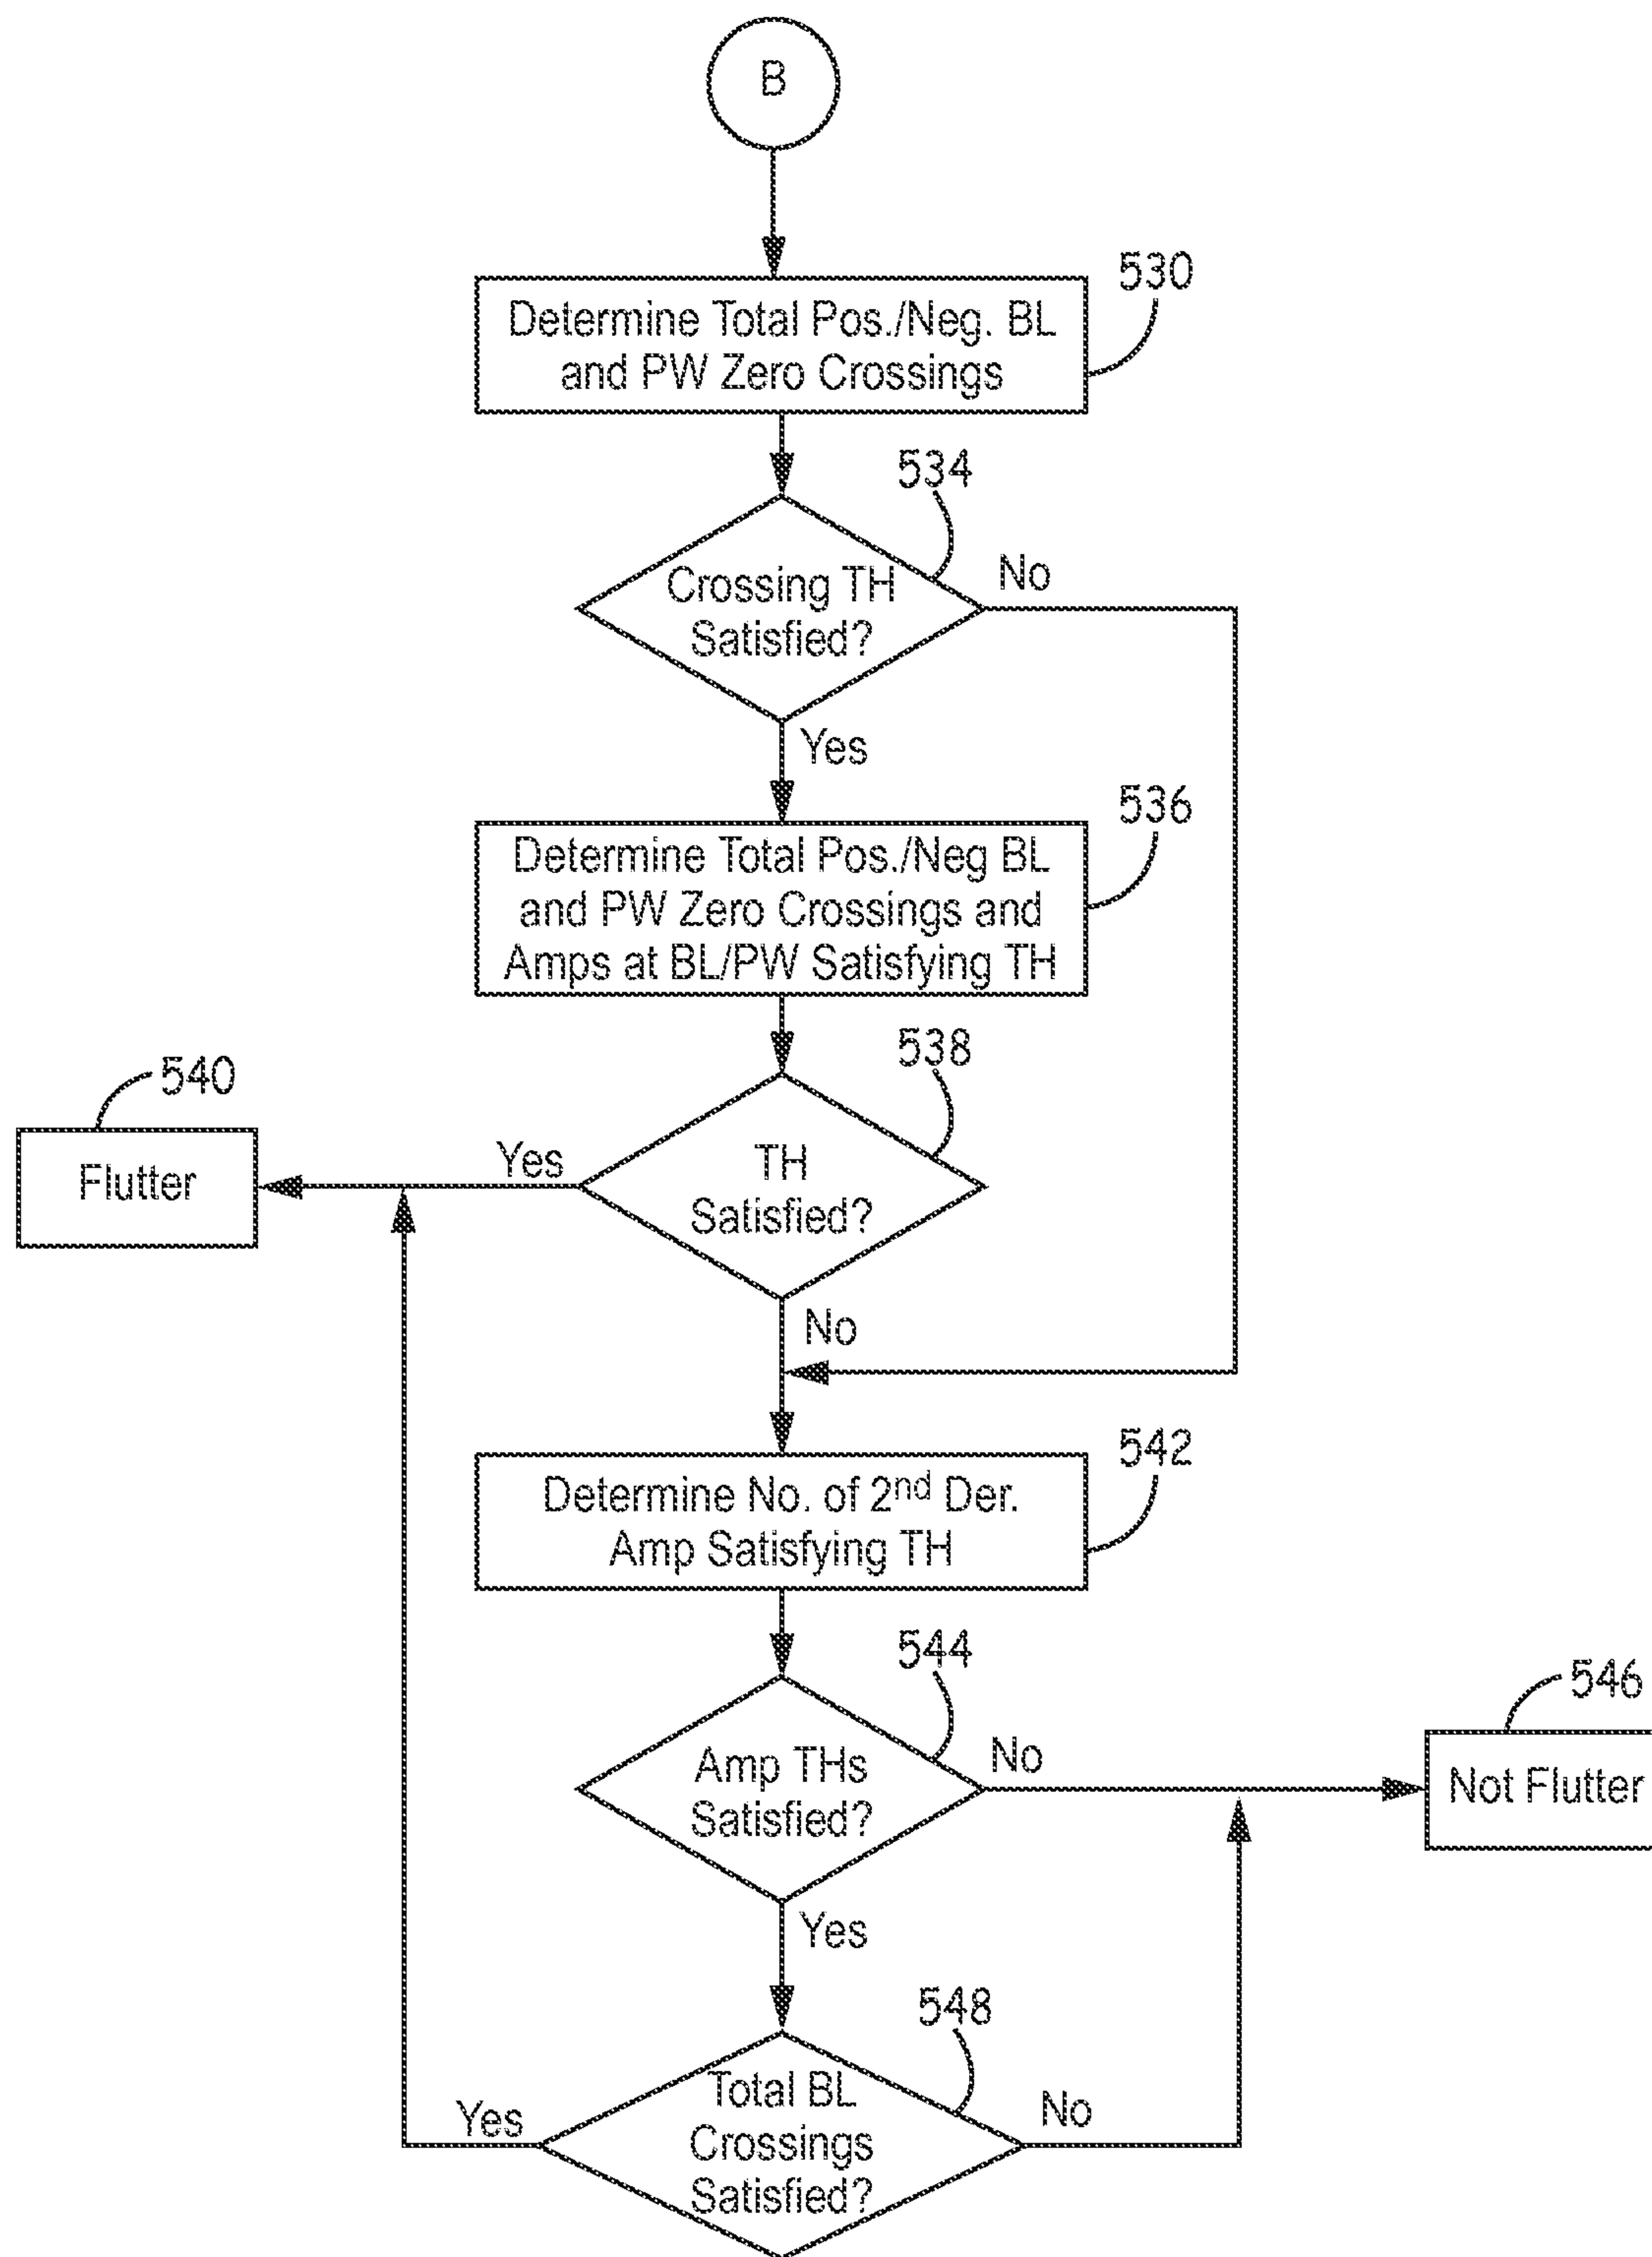 B
530
Determine Total Pos./Neg. BL
and PW Zero Crossings
534
Crossing TH
Satisfied?
No
Yes
536
Determine Total Pos./Neg BL
and PW Zero Crossings and
Amps at BL/PW Satisfying TH
538
540
Flutter
Yes
TH
Satisfied?
No
542
Determine No. of 2nd Der.
Amp Satisfying TH
544
546
Amp THs
Satisfied?
No
Not Flutter
Yes
548
Yes
Total BL
Crossings
Satisfied?
No